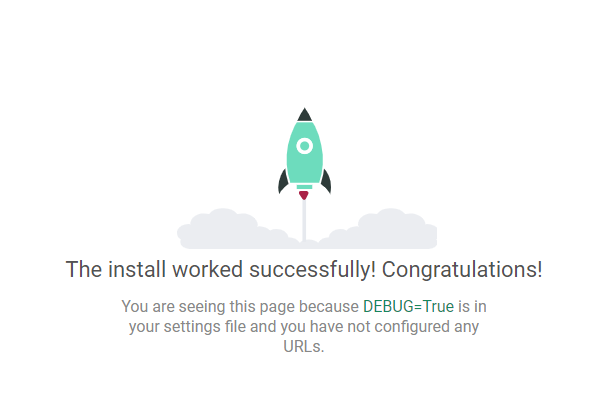 The install worked successfully! Congratulations!
You are seeing this page because DEBUG=True is in
your settings file and you have not configured any
URLs.